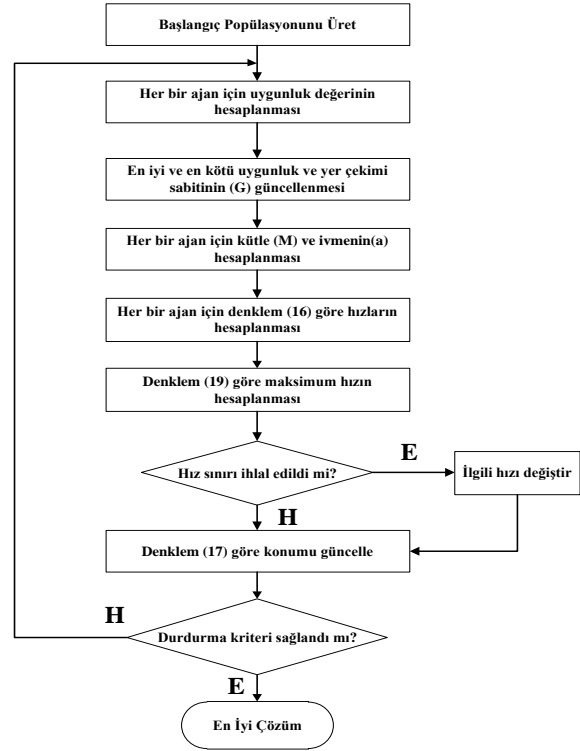 Başlangıç Popülasyonunu Üret
Her bir ajan için uygunluk değerinin
hesaplanması
En iyi ve en kötü uygunluk ve yer çekimi
sabitinin (G) güncellenmesi
Her bir ajan için kütle (M) ve ivmenin(a)
hesaplanması
Her bir ajan için denklem (16) göre hızların
hesaplanması
Denklem (19) göre maksimum hızın
hesaplanması
Hız sınırı ihlal edildi mi?
E
İlgili hızı değiştir
H
Denklem (17) göre konumu güncelle
H
Durdurma kriteri sağlandı mı?
E
En İyi Çözüm